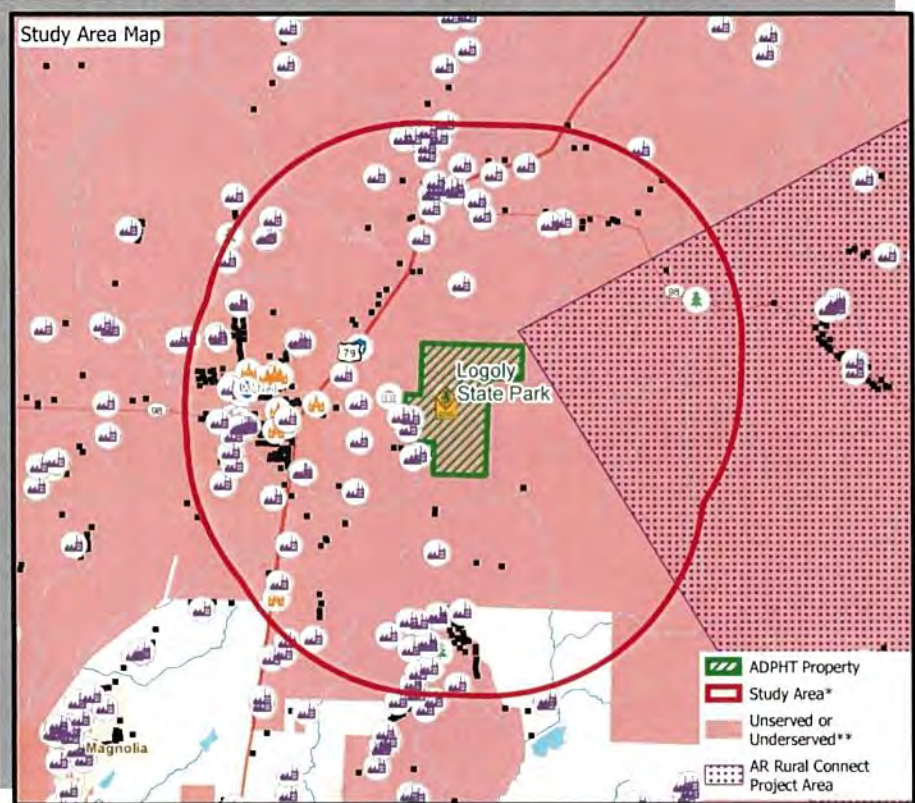 Study Area Map
98
79
Logoly
State Park
98
Magnolia
ADPHT Property
Study Area*
Unserved or
Underserved**
AR Rural Connect
Project Area